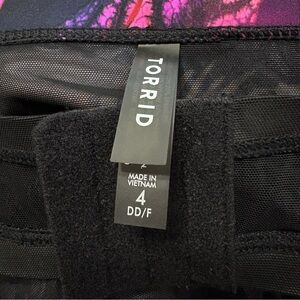 TORRID
MADE IN
VIETNAM
4
DD/F